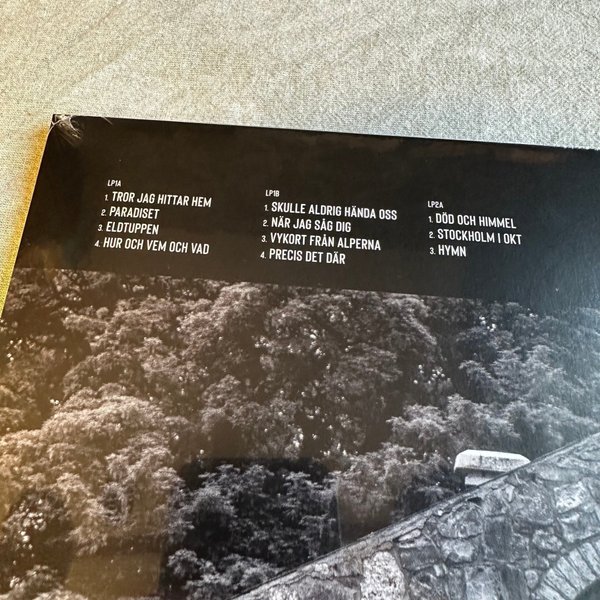 LP1A
1. TROR JAG HITTAR HEM
2. PARADISET
3. ELDTUPPEN
4. HUR OCH VEM OCH VAD
LP1B
1. SKULLE ALDRIG HÄNDA OSS
2. NÄR JAG SÅG DIG
3. VYKORT FRÅN ALPERNA
4. PRECIS DET DÄR
LP2A
1. DÖD OCH HIMMEL
2. STOCKHOLM I OKT
3. HYMN